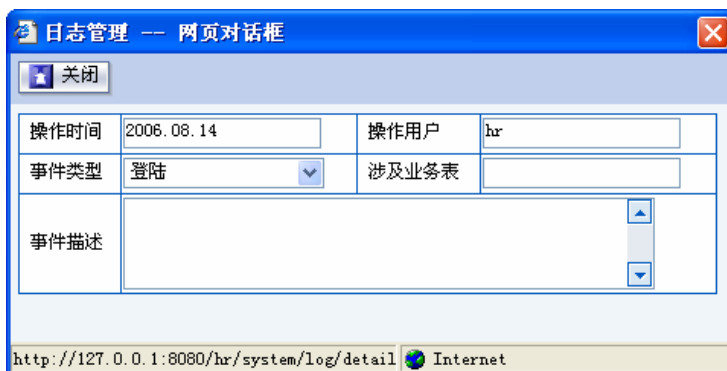 日志管理 -- 网页对话框
关闭
操作时间 2006.08.14 操作用户 hr
事件类型 登陆 涉及业务表
事件描述
http://127.0.0.1:8080/hr/system/log/detail Internet